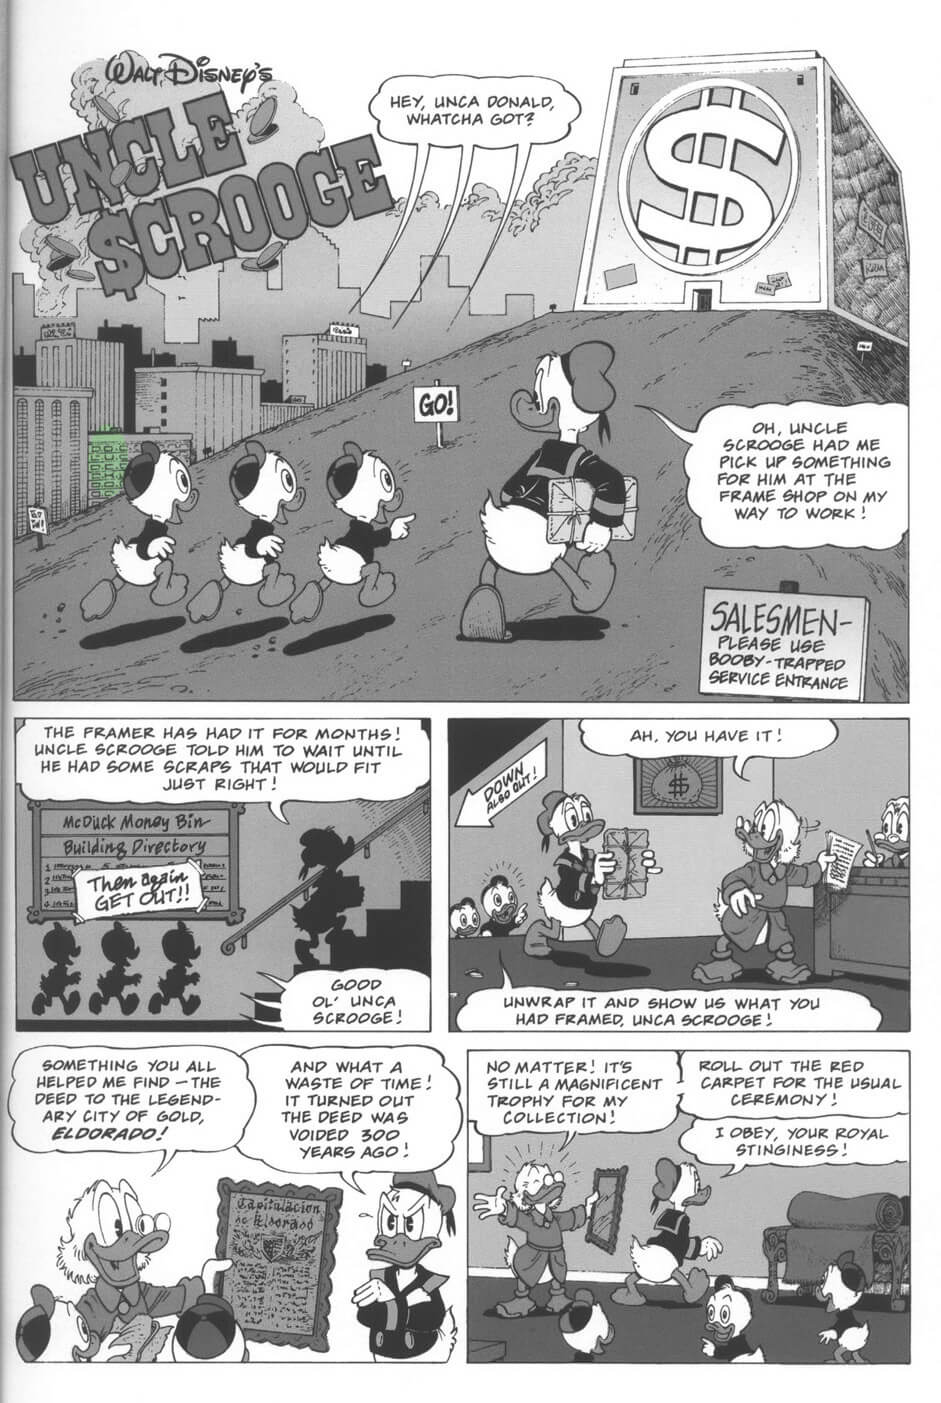 WALT DISNEY'S
UNCLE
$CROOGE
HEY, UNCA DONALD,
WHATCHA GOT?
$
GO!
OH, UNCLE
SCROOGE HAD ME
PICK UP SOMETHING
FOR HIM AT THE
FRAME SHOP ON MY
WAY TO WORK!
SALESMEN-
PLEASE USE
BOOBY-TRAPPED
SERVICE ENTRANCE
THE FRAMER HAS HAD IT FOR MONTHS!
UNCLE SCROOGE TOLD HIM TO WAIT UNTIL
HE HAD SOME SCRAPS THAT WOULD FIT
JUST RIGHT!
McDuck Money Bin
Building Directory
Then again
GET OUT!!
GOOD
OL' UNCA
SCROOGE!
AH, YOU HAVE IT!
DOWN
ALSO OUT!
$
UNWRAP IT AND SHOW US WHAT YOU
HAD FRAMED, UNCA SCROOGE!
SOMETHING YOU ALL
HELPED ME FIND — THE
DEED TO THE LEGEND-
ARY CITY OF GOLD,
ELDORADO!
AND WHAT A
WASTE OF TIME!
IT TURNED OUT
THE DEED WAS
VOIDED 300
YEARS AGO!
Capitulacion
de Eldorado
NO MATTER! IT'S
STILL A MAGNIFICENT
TROPHY FOR MY
COLLECTION!
ROLL OUT THE RED
CARPET FOR THE USUAL
CEREMONY!
I OBEY, YOUR ROYAL
STINGINESS!